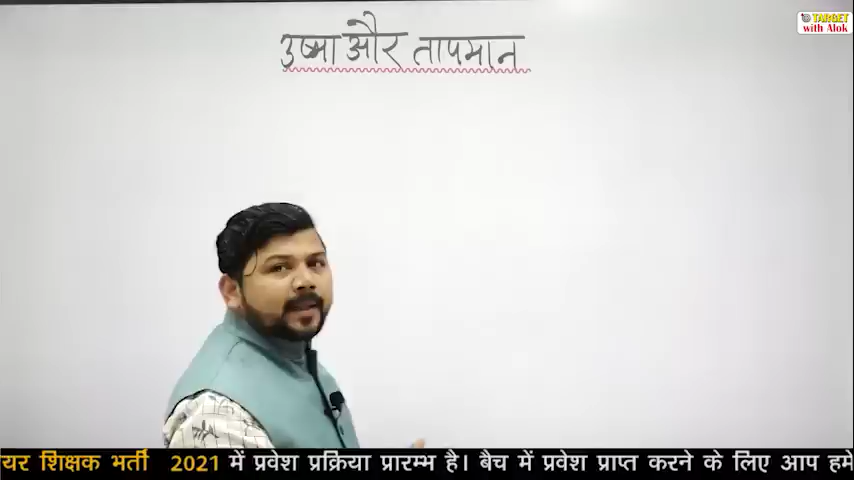 उष्मा और तापमान
TARGET
with Alok
यर शिक्षक भर्ती 2021 में प्रवेश प्रक्रिया प्रारम्भ है। बैच में प्रवेश प्राप्त करने के लिए आप हमे